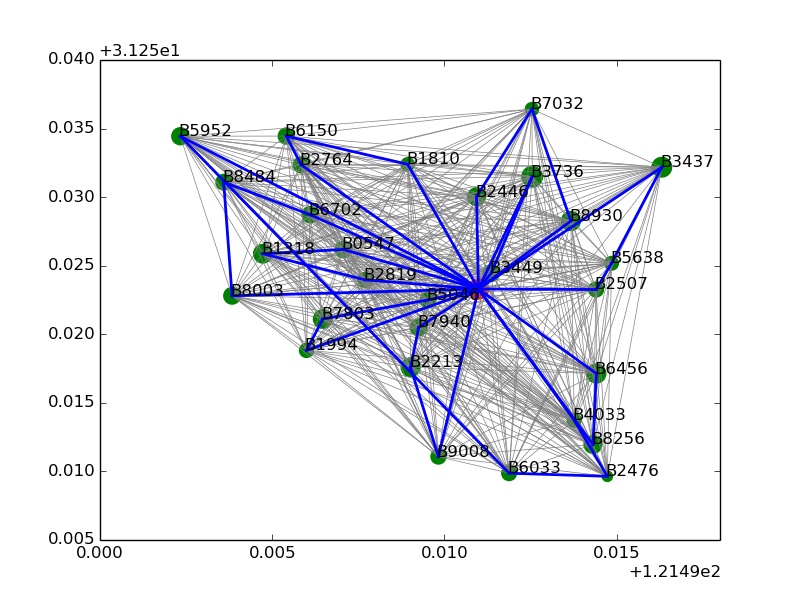 +3.125e1
0.040
0.035
0.030
0.025
0.020
0.015
0.010
0.005
0.000
0.005
0.010
0.015
+1.2149e2
B7032
B5952
B6150
B2764
B1810
B3736
B3437
B8484
B2446
B6702
B8930
B1318
B0547
B5638
B3449
B2819
B2507
B8003
B5046
B7803
B7940
B1994
B2213
B6456
B4033
B8256
B9008
B6033
B2476